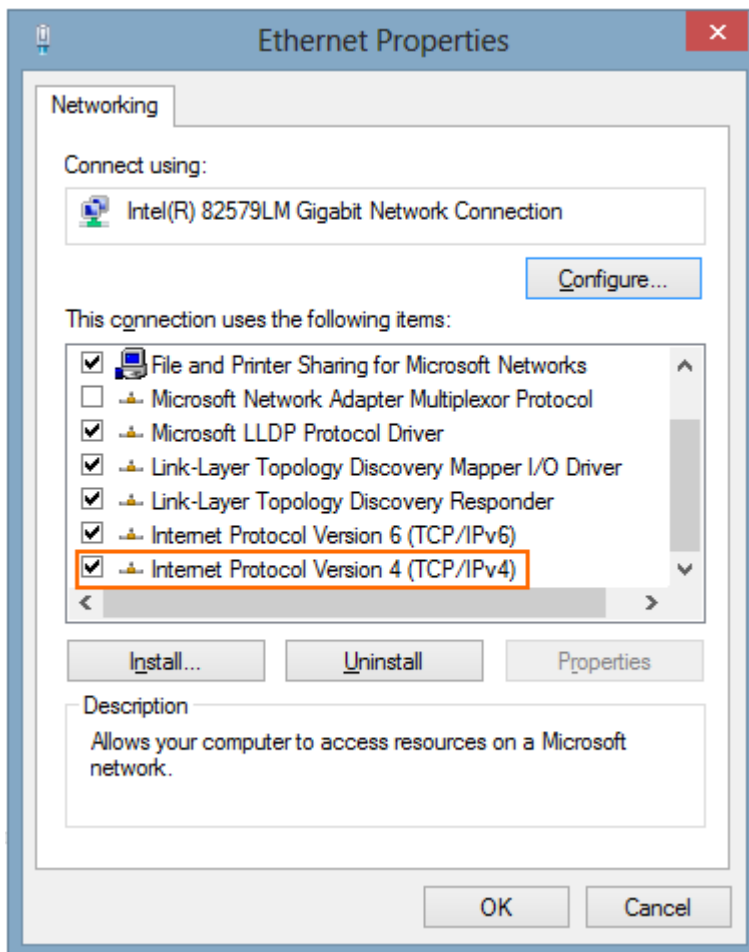 Ethernet Properties
Networking
Connect using:
Intel(R) 82579LM Gigabit Network Connection
Configure...
This connection uses the following items:
File and Printer Sharing for Microsoft Networks
Microsoft Network Adapter Multiplexor Protocol
Microsoft LLDP Protocol Driver
Link-Layer Topology Discovery Mapper I/O Driver
Link-Layer Topology Discovery Responder
Internet Protocol Version 6 (TCP/IPv6)
Internet Protocol Version 4 (TCP/IPv4)
Install... Uninstall Properties
Description
Allows your computer to access resources on a Microsoft
network.
OK Cancel